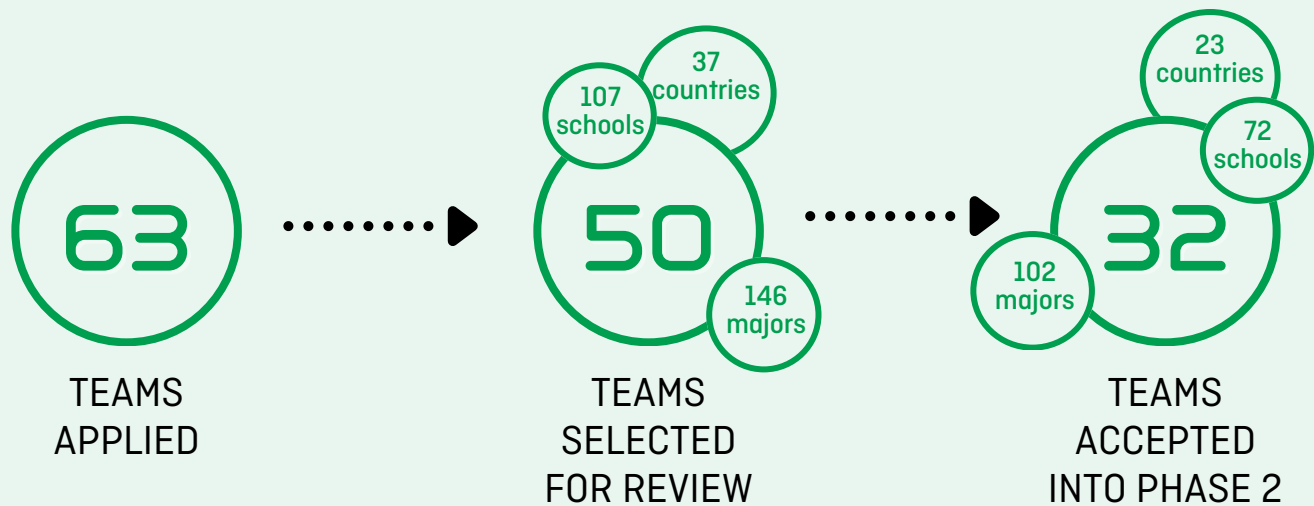 63
TEAMS
APPLIED
107
schools
37
countries
50
146
majors
TEAMS
SELECTED
FOR REVIEW
23
countries
72
schools
32
102
majors
TEAMS
ACCEPTED
INTO PHASE 2